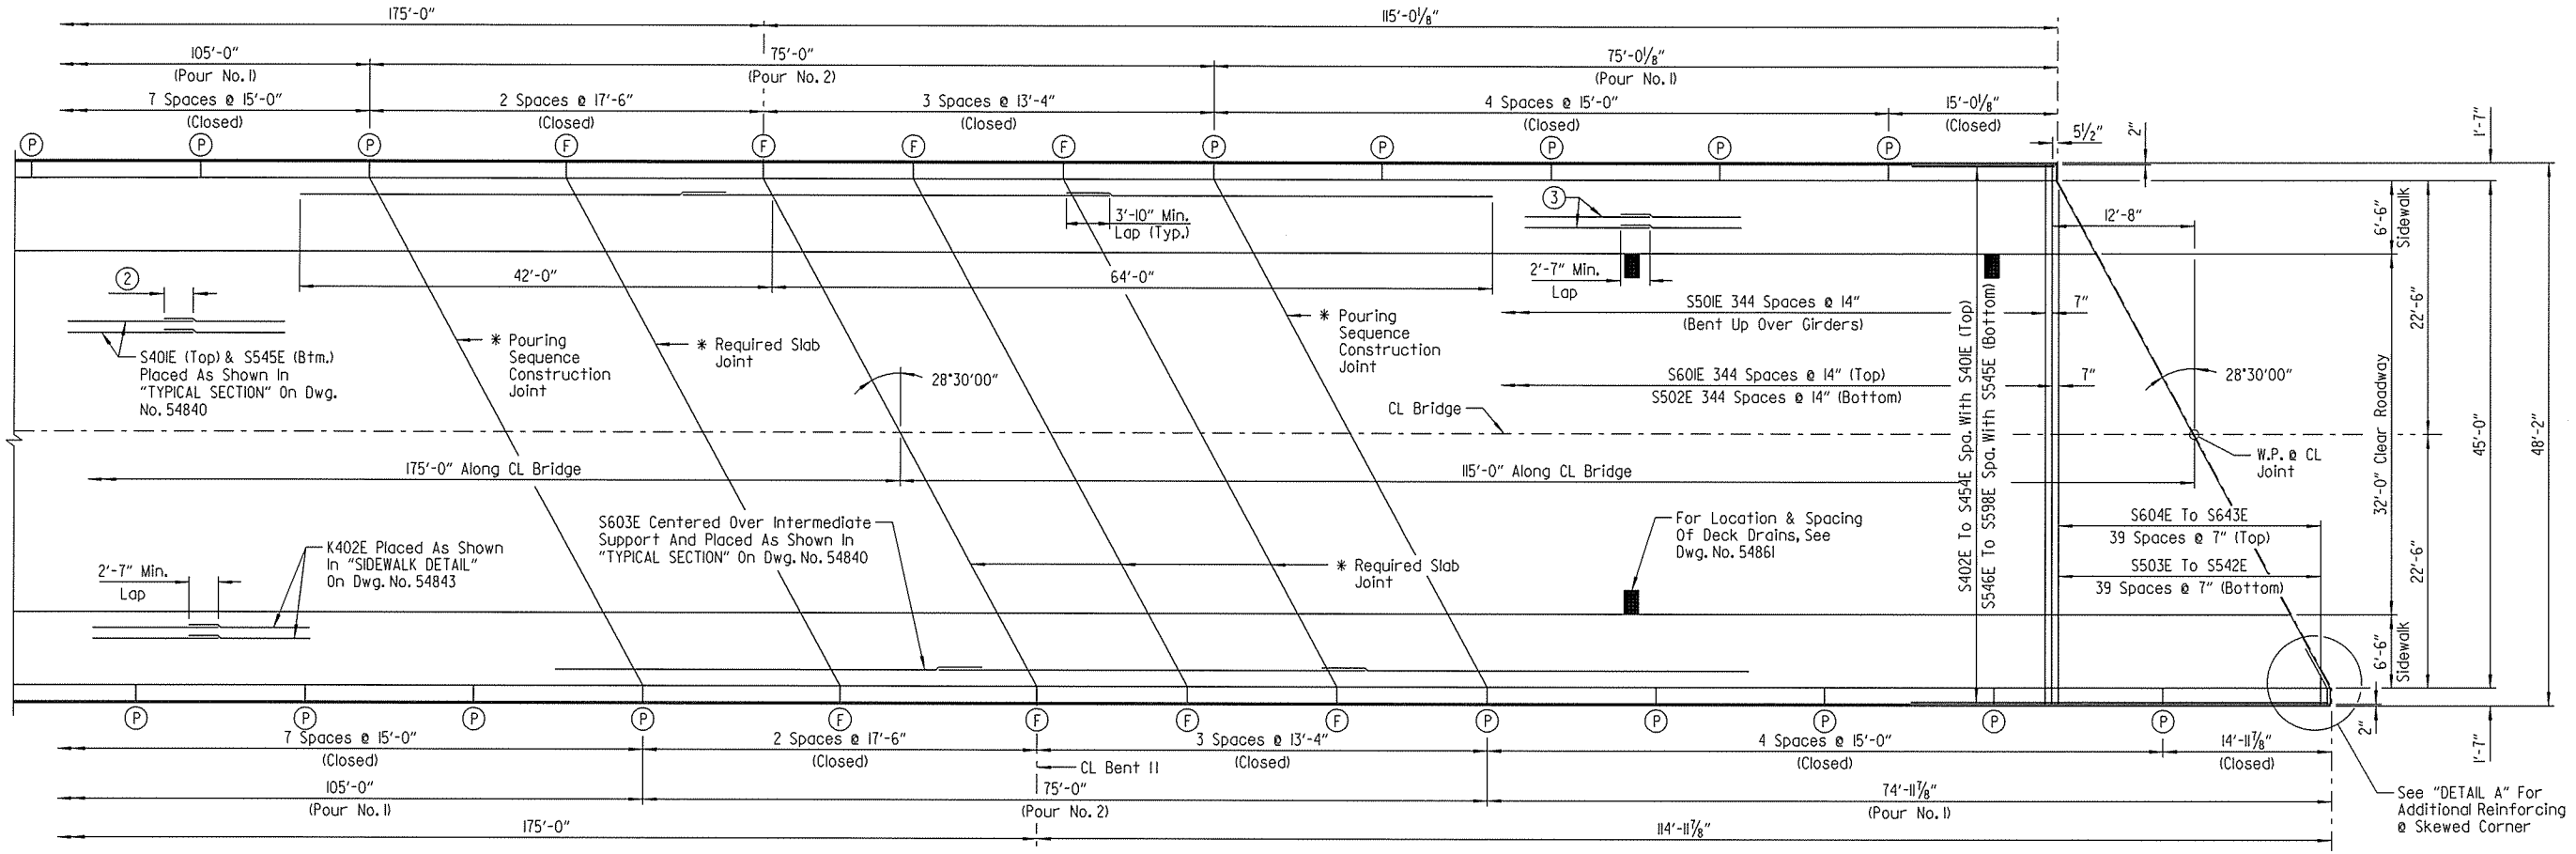 175'-0"
115'-0 1/8"
105'-0"
(Pour No. 1)
75'-0"
(Pour No. 2)
75'-0 1/8"
(Pour No. 1)
7 Spaces @ 15'-0"
(Closed)
2 Spaces @ 17'-6"
(Closed)
3 Spaces @ 13'-4"
(Closed)
4 Spaces @ 15'-0"
(Closed)
15'-0 1/8"
(Closed)
5 1/2"
2"
1'-7"
P
P
P
F
F
F
F
P
P
P
P
P
3'-10" Min.
Lap (Typ.)
3
12'-8"
6'-6"
Sidewalk
2
42'-0"
64'-0"
2'-7" Min.
Lap
S501E 344 Spaces @ 14"
(Bent Up Over Girders)
7"
22'-6"
S401E (Top) & S545E (Btm.)
Placed As Shown In
"TYPICAL SECTION" On Dwg.
No. 54840
* Pouring
Sequence
Construction
Joint
* Required Slab
Joint
28°30'00"
* Pouring
Sequence
Construction
Joint
S601E 344 Spaces @ 14" (Top)
S502E 344 Spaces @ 14" (Bottom)
7"
28°30'00"
CL Bridge
S402E To S454E Spa. With S401E (Top)
S546E To S598E Spa. With S545E (Bottom)
32'-0" Clear Roadway
45'-0"
48'-2"
175'-0" Along CL Bridge
115'-0" Along CL Bridge
W.P. @ CL
Joint
S603E Centered Over Intermediate
Support And Placed As Shown In
"TYPICAL SECTION" On Dwg. No. 54840
For Location & Spacing
Of Deck Drains, See
Dwg. No. 54861
S604E To S643E
39 Spaces @ 7" (Top)
K402E Placed As Shown
In "SIDEWALK DETAIL"
On Dwg. No. 54843
2'-7" Min.
Lap
* Required Slab
Joint
S503E To S542E
39 Spaces @ 7" (Bottom)
22'-6"
6'-6"
Sidewalk
P
P
P
P
F
F
F
F
P
P
P
P
P
2"
1'-7"
7 Spaces @ 15'-0"
(Closed)
2 Spaces @ 17'-6"
(Closed)
3 Spaces @ 13'-4"
(Closed)
4 Spaces @ 15'-0"
(Closed)
14'-11 7/8"
(Closed)
CL Bent 11
105'-0"
(Pour No. 1)
75'-0"
(Pour No. 2)
74'-11 7/8"
(Pour No. 1)
175'-0"
114'-11 7/8"
See "DETAIL A" For
Additional Reinforcing
@ Skewed Corner